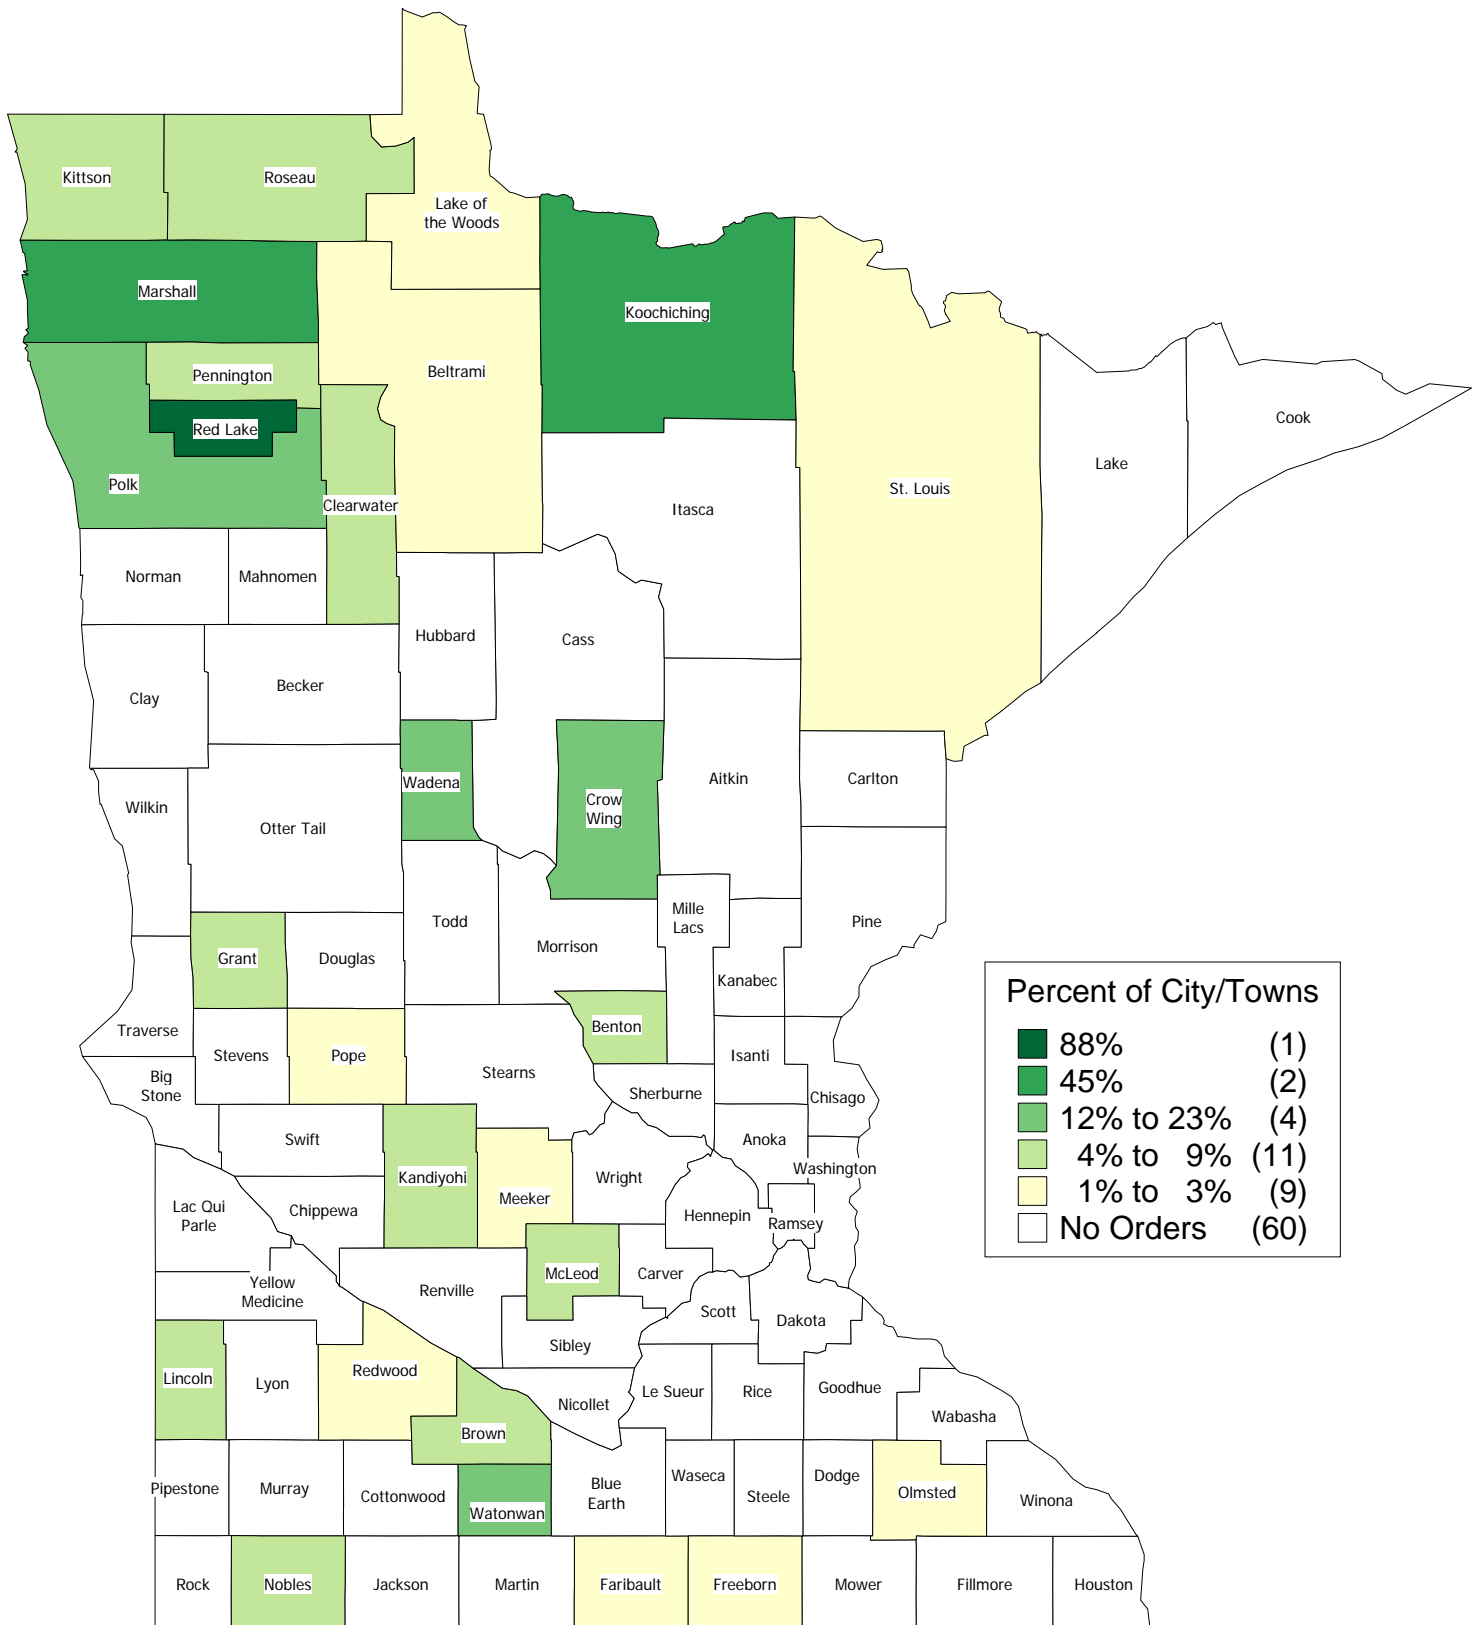 Kittson
Roseau
Lake of
the Woods
Marshall
Koochiching
Beltrami
Pennington
Red Lake
Polk
Clearwater
St. Louis
Lake
Cook
Itasca
Norman
Mahnomen
Hubbard
Cass
Becker
Clay
Wadena
Crow
Wing
Aitkin
Carlton
Wilkin
Otter Tail
Todd
Mille
Lacs
Pine
Morrison
Grant
Douglas
Kanabec
Traverse
Stevens
Pope
Benton
Isanti
Big
Stone
Stearns
Sherburne
Chisago
Swift
Anoka
Kandiyohi
Meeker
Wright
Washington
Lac Qui
Parle
Chippewa
Hennepin
Ramsey
Yellow
Medicine
Renville
McLeod
Carver
Scott
Dakota
Sibley
Lincoln
Lyon
Redwood
Nicollet
Le Sueur
Rice
Goodhue
Wabasha
Brown
Pipestone
Murray
Cottonwood
Watonwan
Blue
Earth
Waseca
Steele
Dodge
Olmsted
Winona
Rock
Nobles
Jackson
Martin
Faribault
Freeborn
Mower
Fillmore
Houston
Percent of City/Towns
88% (1)
45% (2)
12% to 23% (4)
4% to 9% (11)
1% to 3% (9)
No Orders (60)